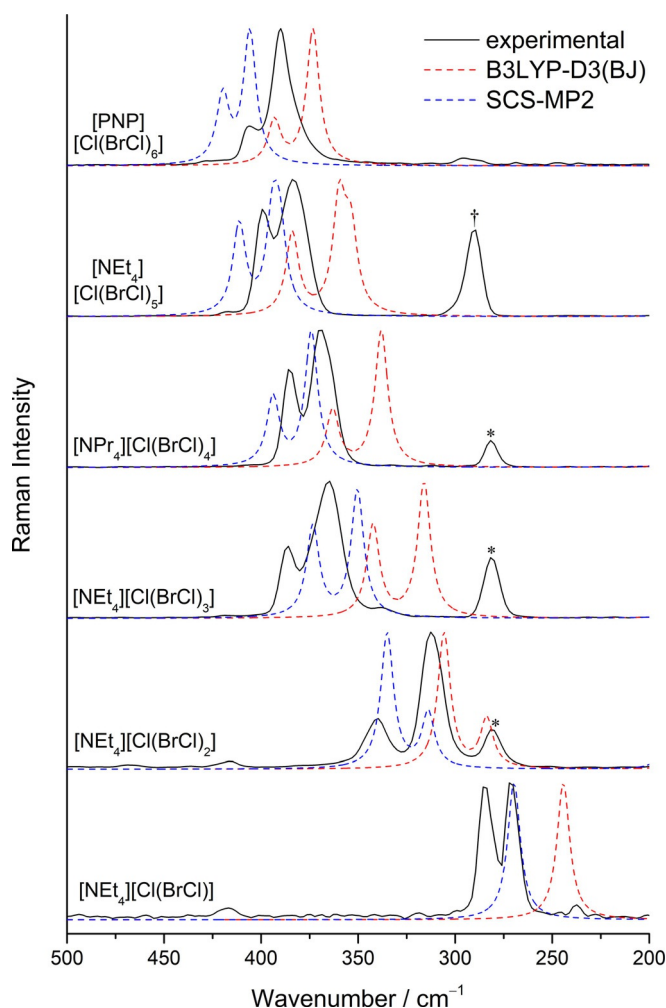 experimental
B3LYP-D3(BJ)
SCS-MP2
[PNP]
[Cl(BrCl)₆]
†
[NEt₄]
[Cl(BrCl)₅]
[NPr₄][Cl(BrCl)₄]
*
[NEt₄][Cl(BrCl)₃]
*
[NEt₄][Cl(BrCl)₂]
*
[NEt₄][Cl(BrCl)]
Raman Intensity
500 450 400 350 300 250 200
Wavenumber / cm⁻¹